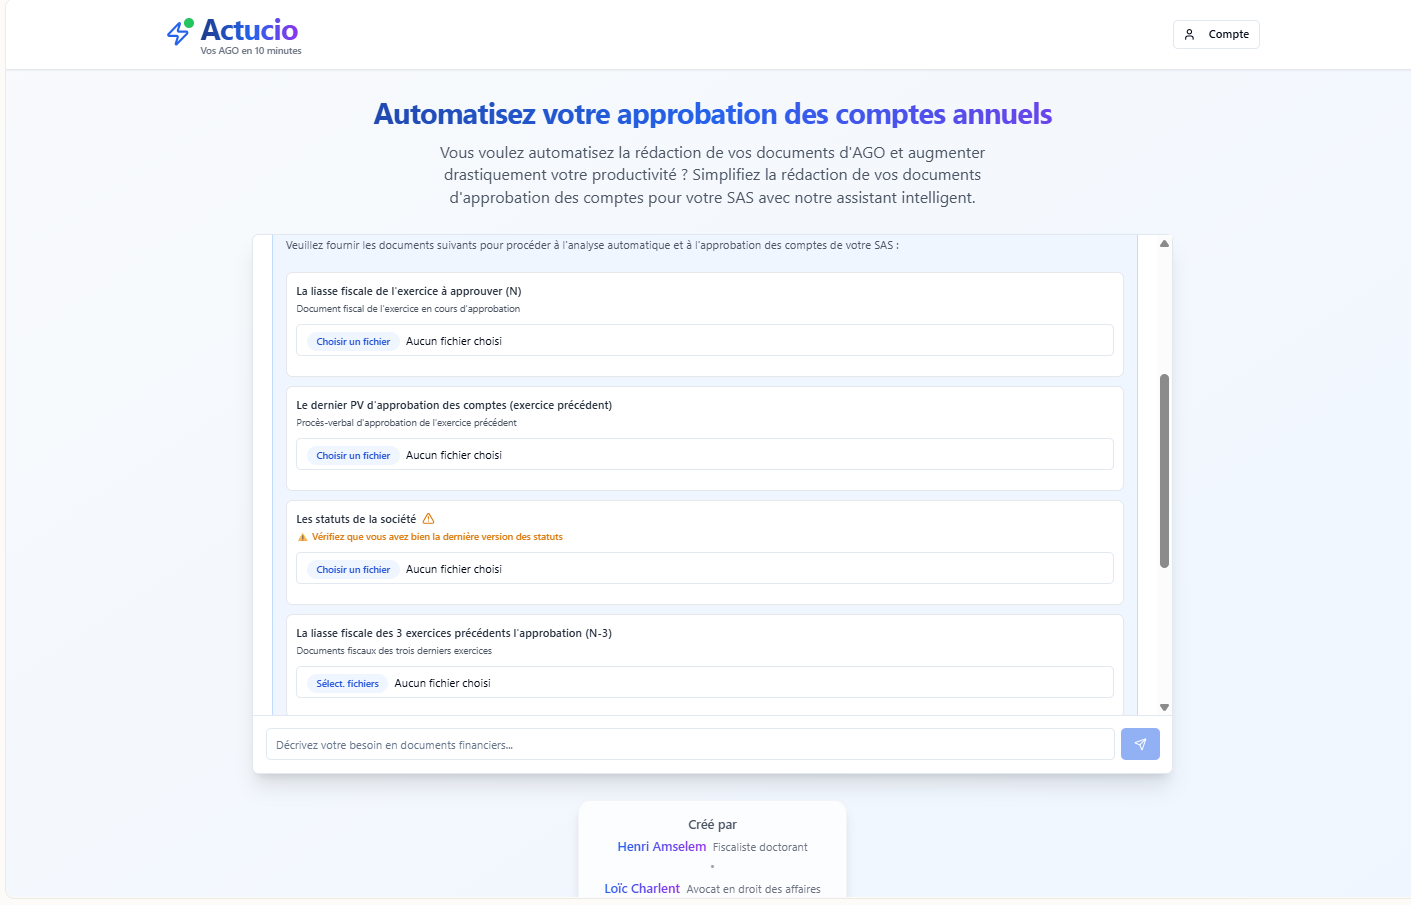 Actucio
Vos AGO en 10 minutes
Compte
Automatisez votre approbation des comptes annuels
Vous voulez automatisez la rédaction de vos documents d'AGO et augmenter
drastiquement votre productivité ? Simplifiez la rédaction de vos documents
d'approbation des comptes pour votre SAS avec notre assistant intelligent.
Veuillez fournir les documents suivants pour procéder à l'analyse automatique et à l'approbation des comptes de votre SAS :
La liasse fiscale de l'exercice à approuver (N)
Document fiscal de l'exercice en cours d'approbation
Choisir un fichier Aucun fichier choisi
Le dernier PV d'approbation des comptes (exercice précédent)
Procès-verbal d'approbation de l'exercice précédent
Choisir un fichier Aucun fichier choisi
Les statuts de la société
Vérifiez que vous avez bien la dernière version des statuts
Choisir un fichier Aucun fichier choisi
La liasse fiscale des 3 exercices précédents l'approbation (N-3)
Documents fiscaux des trois derniers exercices
Sélect. fichiers Aucun fichier choisi
Décrivez votre besoin en documents financiers...
Créé par
Henri Amselem Fiscaliste doctorant
•
Loïc Charlent Avocat en droit des affaires